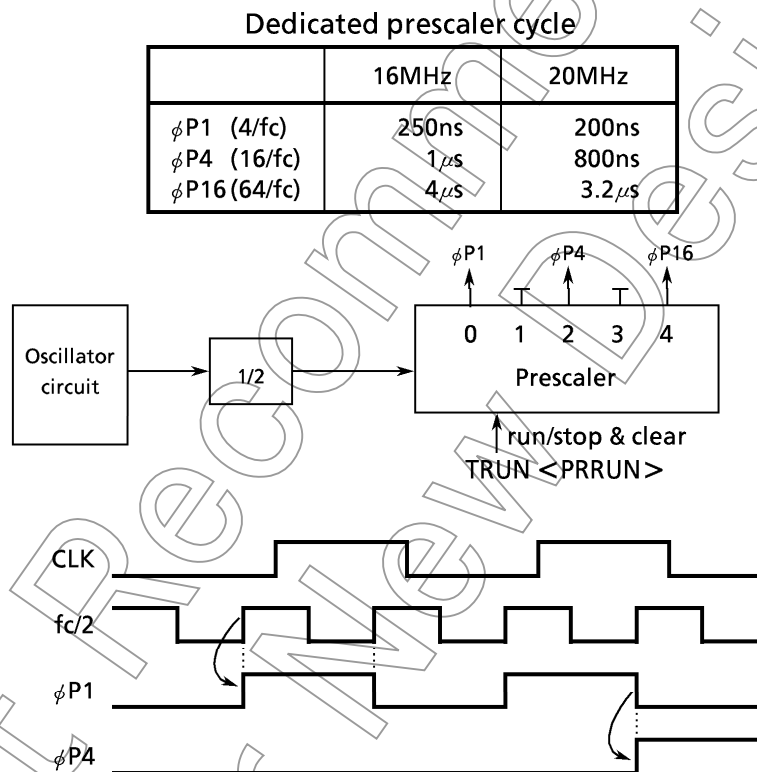 Dedicated prescaler cycle
16MHz 20MHz
φP1 (4/fc) 250ns 200ns
φP4 (16/fc) 1μs 800ns
φP16 (64/fc) 4μs 3.2μs
φP1 φP4 φP16
Oscillator
circuit
1/2
0 1 2 3 4
Prescaler
run/stop & clear
TRUN <PRRUN>
CLK
fc/2
φP1
φP4